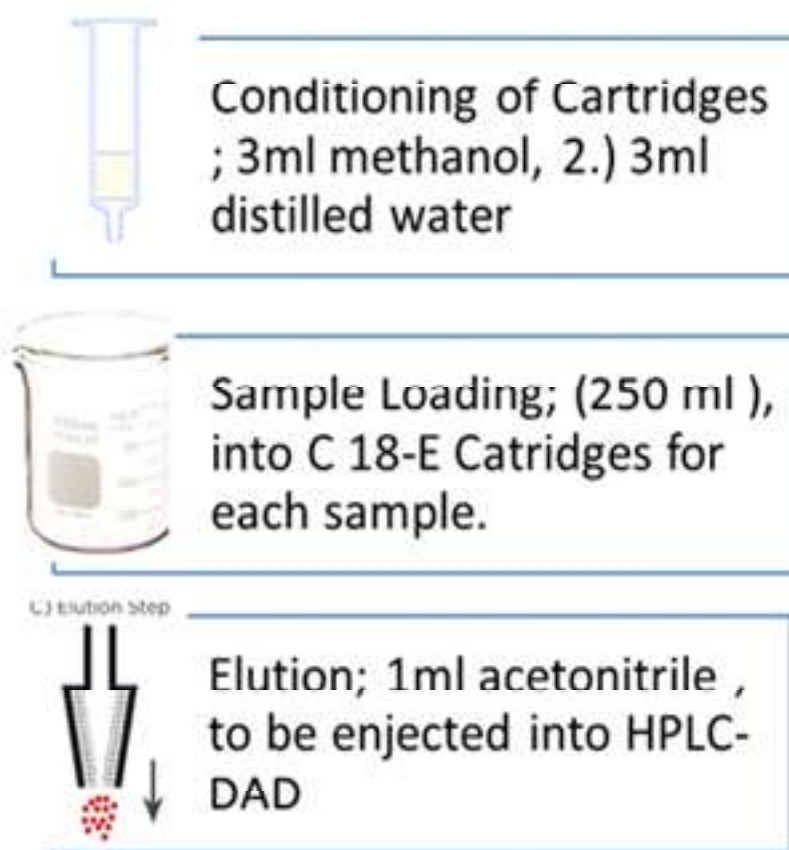 Conditioning of Cartridges
; 3ml methanol, 2.) 3ml
distilled water
Sample Loading; (250 ml ),
into C 18-E Catridges for
each sample.
C) Elution Step
Elution; 1ml acetonitrile ,
to be enjected into HPLC-
DAD